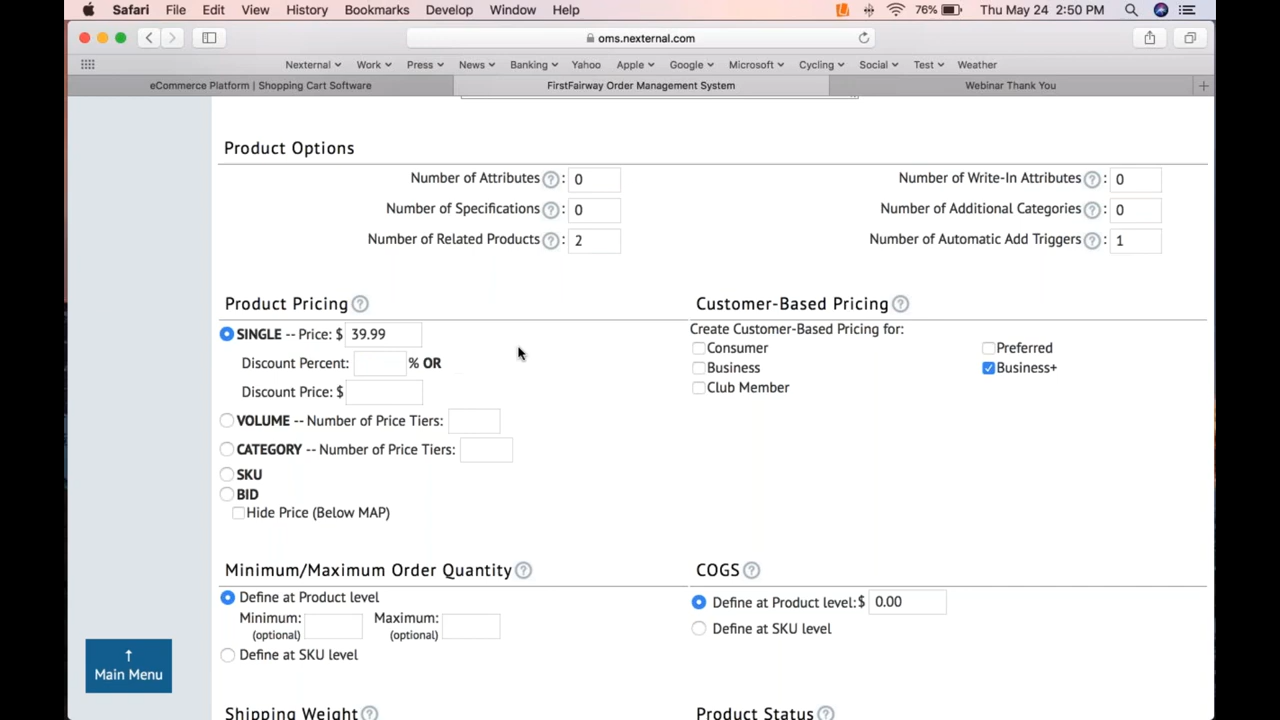 Safari File Edit View History Bookmarks Develop Window Help 76% Thu May 24 2:50 PM
oms.nexternal.com
Nexternal Work Press News Banking Yahoo Apple Google Microsoft Cycling Social Test Weather
eCommerce Platform | Shopping Cart Software FirstFairway Order Management System Webinar Thank You +
Product Options
Number of Attributes ? : 0 Number of Write-In Attributes ? : 0
Number of Specifications ? : 0 Number of Additional Categories ? : 0
Number of Related Products ? : 2 Number of Automatic Add Triggers ? : 1
Product Pricing ? Customer-Based Pricing ?
SINGLE -- Price: $ 39.99 Create Customer-Based Pricing for:
Consumer Preferred
Discount Percent: % OR Business Business+
Discount Price: $ Club Member
VOLUME -- Number of Price Tiers:
CATEGORY -- Number of Price Tiers:
SKU
BID
Hide Price (Below MAP)
Minimum/Maximum Order Quantity ? COGS ?
Define at Product level Define at Product level: $ 0.00
Minimum: Maximum:
(optional) (optional) Define at SKU level
Define at SKU level
↑
Main Menu
Shipping Weight ? Product Status ?